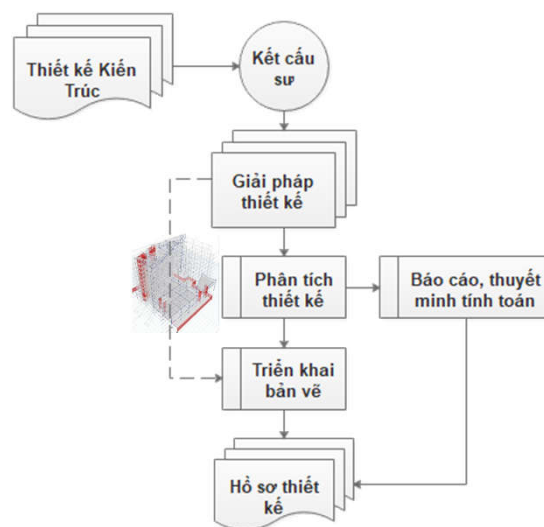 Thiết kế Kiến
Trúc
Kết cấu
sư
Giải pháp
thiết kế
Phân tích
thiết kế
Báo cáo, thuyết
minh tính toán
Triển khai
bản vẽ
Hồ sơ thiết
kế